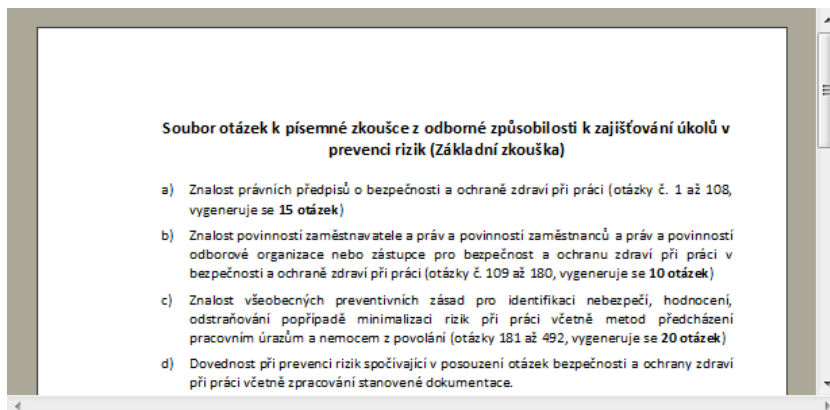 Soubor otázek k písemné zkoušce z odborné způsobilosti k zajišťování úkolů v
prevenci rizik (Základní zkouška)
a) Znalost právních předpisů o bezpečnosti a ochraně zdraví při práci (otázky č. 1 až 108,
vygeneruje se 15 otázek)
b) Znalost povinností zaměstnavatele a práv a povinností zaměstnanců a práv a povinností
odborové organizace nebo zástupce pro bezpečnost a ochranu zdraví při práci v
bezpečnosti a ochraně zdraví při práci (otázky č. 109 až 180, vygeneruje se 10 otázek)
c) Znalost všeobecných preventivních zásad pro identifikaci nebezpečí, hodnocení,
odstraňování popřípadě minimalizaci rizik při práci včetně metod předcházení
pracovním úrazům a nemocem z povolání (otázky 181 až 492, vygeneruje se 20 otázek)
d) Dovednost při prevenci rizik spočívající v posouzení otázek bezpečnosti a ochrany zdraví
při práci včetně zpracování stanovené dokumentace.